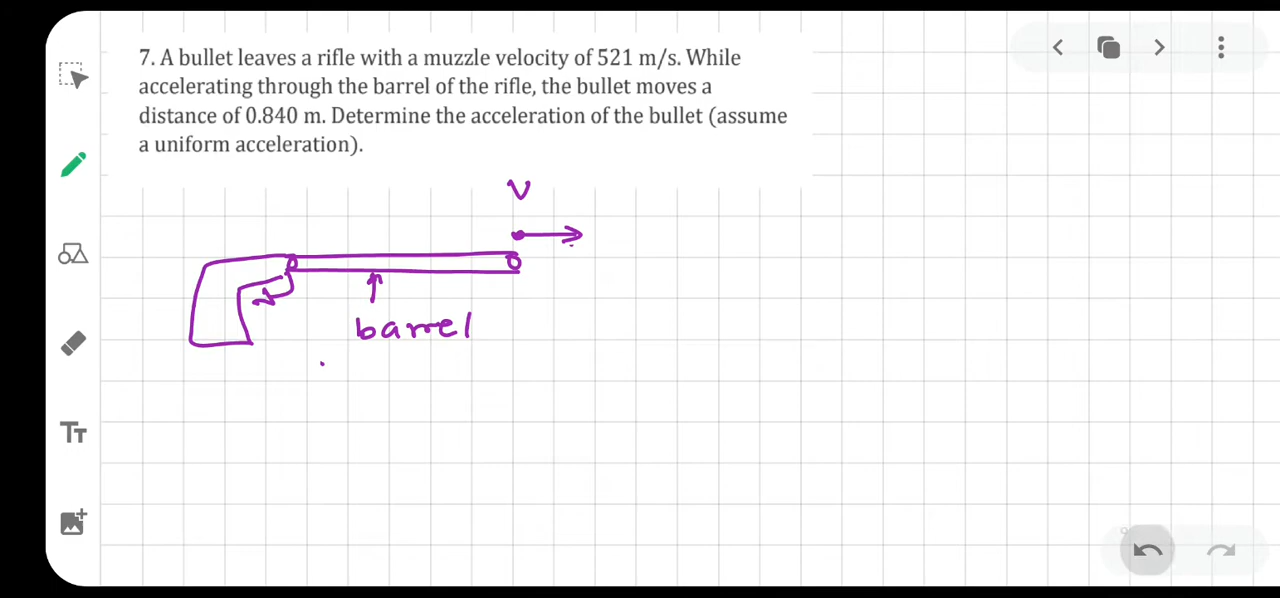 7. A bullet leaves a rifle with a muzzle velocity of 521 m/s. While
accelerating through the barrel of the rifle, the bullet moves a
distance of 0.840 m. Determine the acceleration of the bullet (assume
a uniform acceleration).
V
barrel
TT